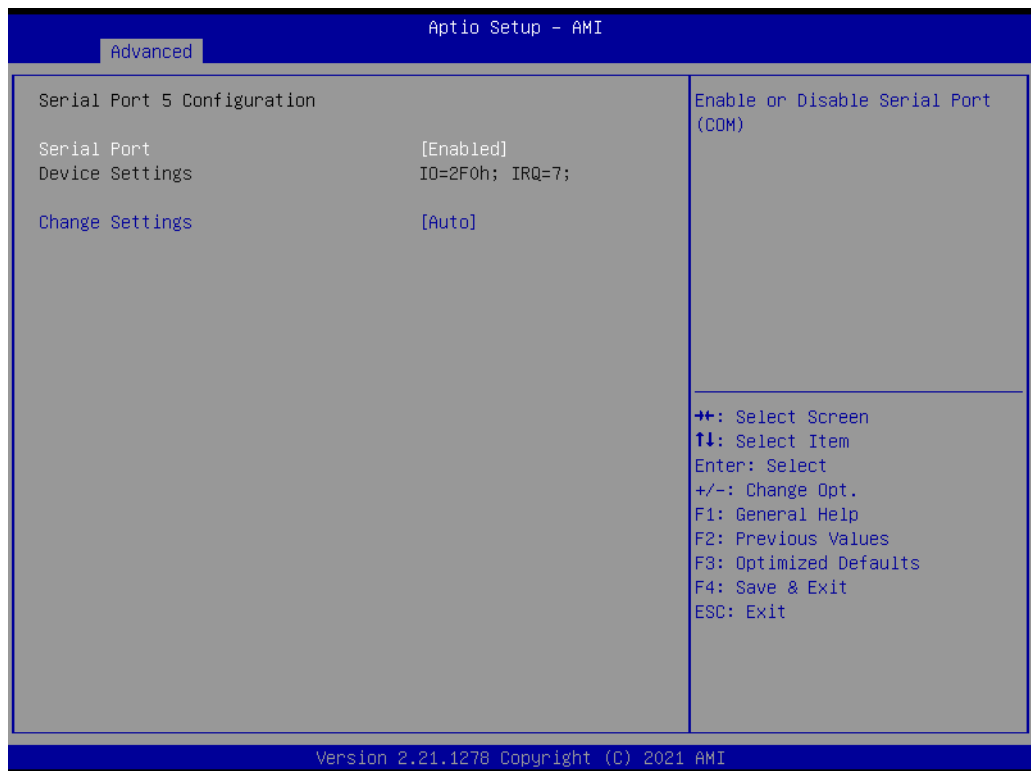 Aptio Setup – AMI
Advanced
Serial Port 5 Configuration
Serial Port [Enabled]
Device Settings IO=2F0h; IRQ=7;
Change Settings [Auto]
Enable or Disable Serial Port
(COM)
→←: Select Screen
↑↓: Select Item
Enter: Select
+/-: Change Opt.
F1: General Help
F2: Previous Values
F3: Optimized Defaults
F4: Save & Exit
ESC: Exit
Version 2.21.1278 Copyright (C) 2021 AMI